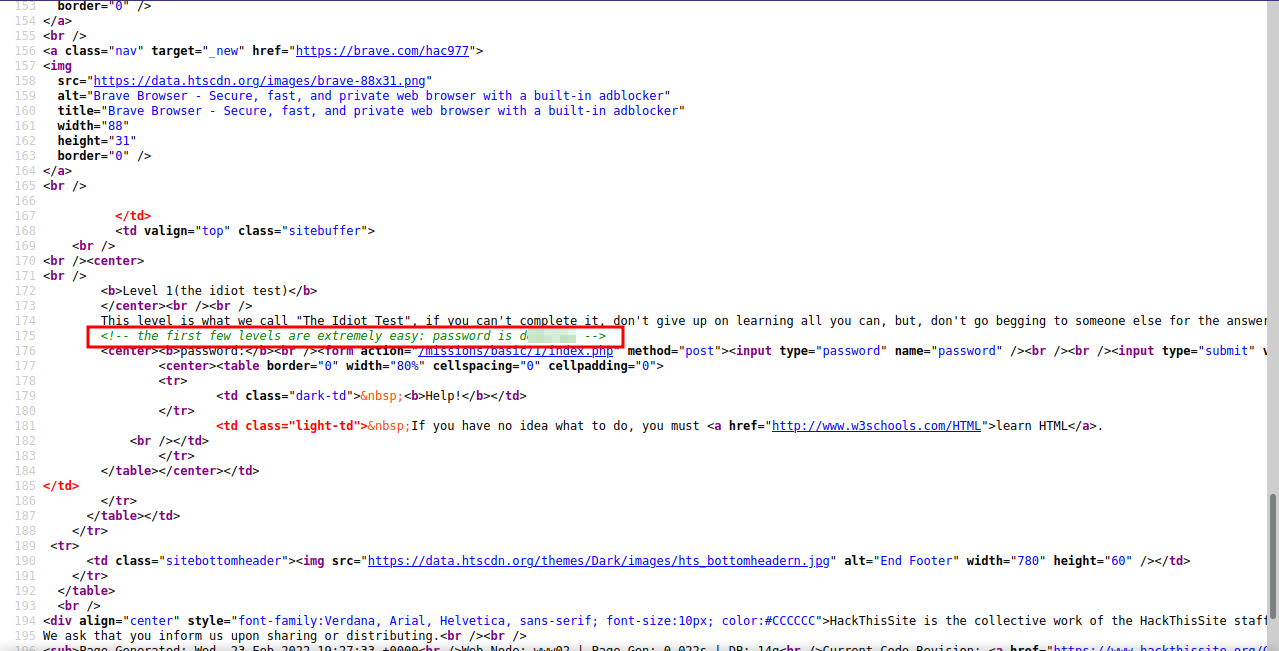 153 border="0" />
154 </a>
155 <br />
156 <a class="nav" target="_new" href="https://brave.com/hac977">
157 <img
158 src="https://data.htscdn.org/images/brave-88x31.png"
159 alt="Brave Browser - Secure, fast, and private web browser with a built-in adblocker"
160 title="Brave Browser - Secure, fast, and private web browser with a built-in adblocker"
161 width="88"
162 height="31"
163 border="0" />
164 </a>
165 <br />
166
167 </td>
168 <td valign="top" class="sitebuffer">
169 <br />
170 <br /><center>
171 <br />
172 <b>Level 1(the idiot test)</b>
173 </center><br /><br />
174 This level is what we call "The Idiot Test", if you can't complete it, don't give up on learning all you can, but, don't go begging to someone else for the answer
175 <!-- the first few levels are extremely easy: password is d -->
176 <center><b>password:</b><br /><form action="/missions/basic/1/index.php" method="post"><input type="password" name="password" /><br /><br /><input type="submit" v
177 <center><table border="0" width="80%" cellspacing="0" cellpadding="0">
178 <tr>
179 <td class="dark-td">&nbsp;<b>Help!</b></td>
180 </tr>
181 <td class="light-td">&nbsp;If you have no idea what to do, you must <a href="http://www.w3schools.com/HTML">learn HTML</a>.
182 <br /></td>
183 </tr>
184 </table></center></td>
185 </td>
186 </tr>
187 </table></td>
188 </tr>
189 <tr>
190 <td class="sitebottomheader"><img src="https://data.htscdn.org/themes/Dark/images/hts_bottomheadern.jpg" alt="End Footer" width="780" height="60" /></td>
191 </tr>
192 </table>
193 <br />
194 <div align="center" style="font-family:Verdana, Arial, Helvetica, sans-serif; font-size:10px; color:#CCCCCC">HackThisSite is the collective work of the HackThisSite staff
195 We ask that you inform us upon sharing or distributing.<br /><br />
196 <sub>Page Generated: Wed, 23 Feb 2022 19:27:33 +0000<br />Web Node: www02 | Page Gen: 0.022s | DB: 14q<br />Current Code Revision: <a href="https://www.hackthissite.org/